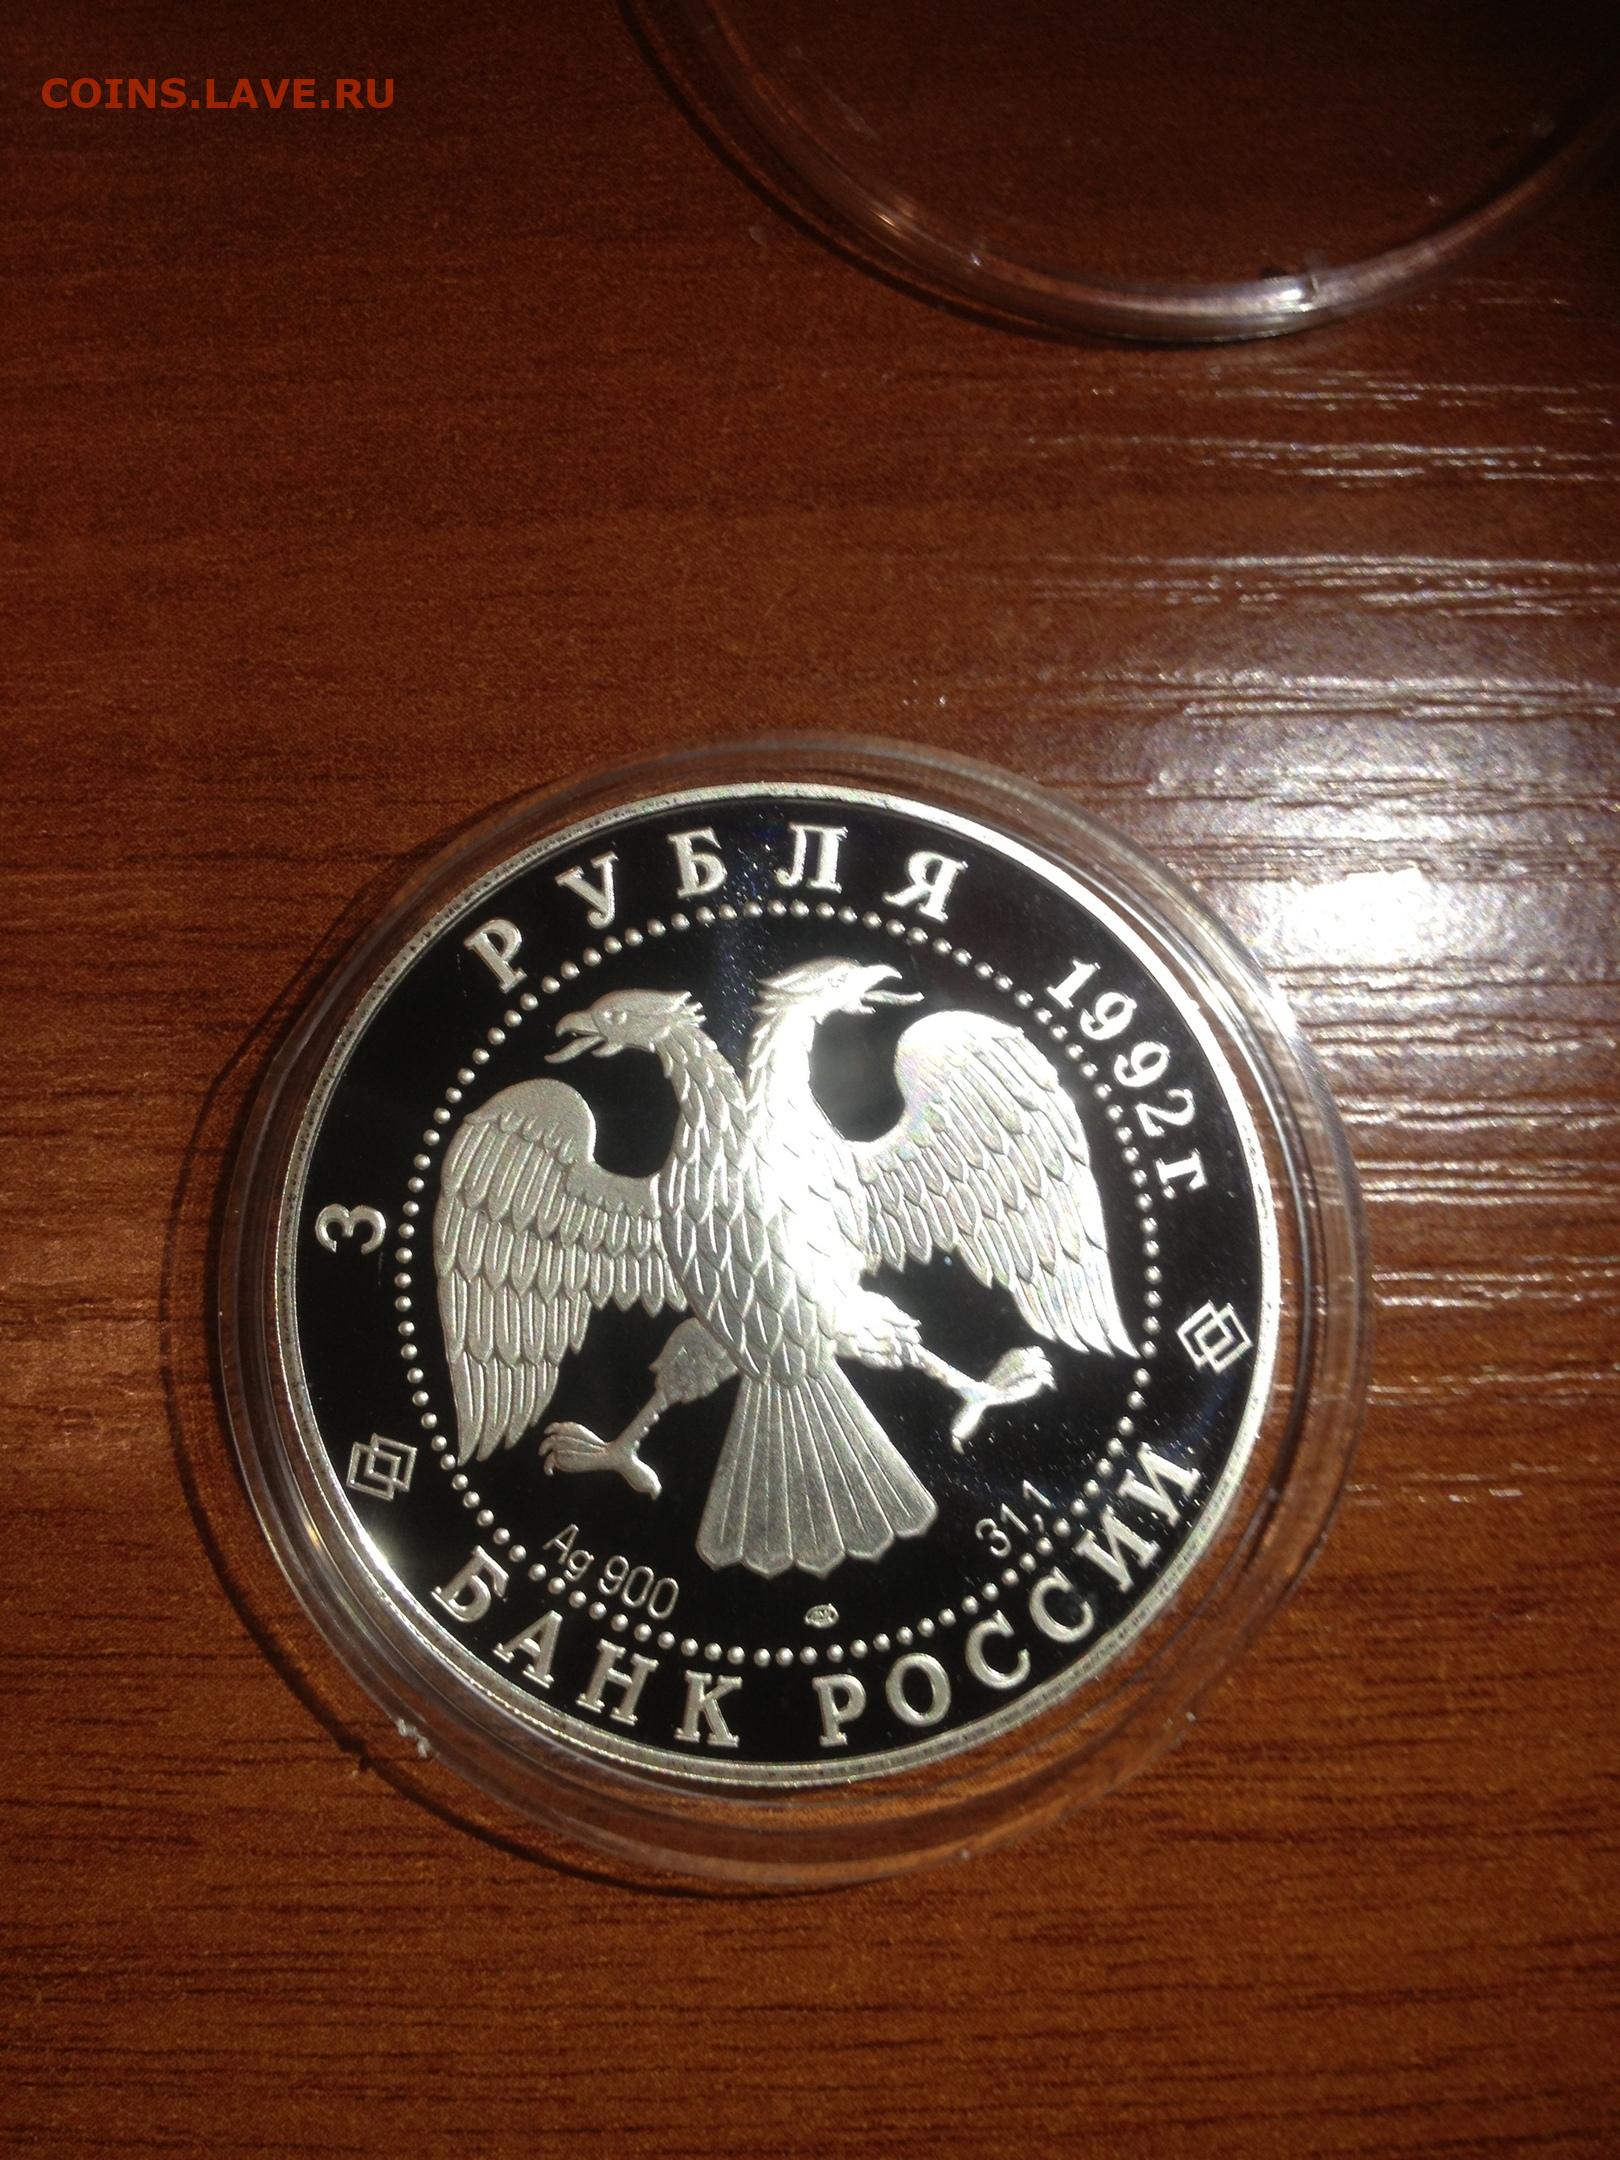 COINS.LAVE.RU
3 РУБЛЯ 1992г.
Ag 900
31,1
БАНК РОССИИ